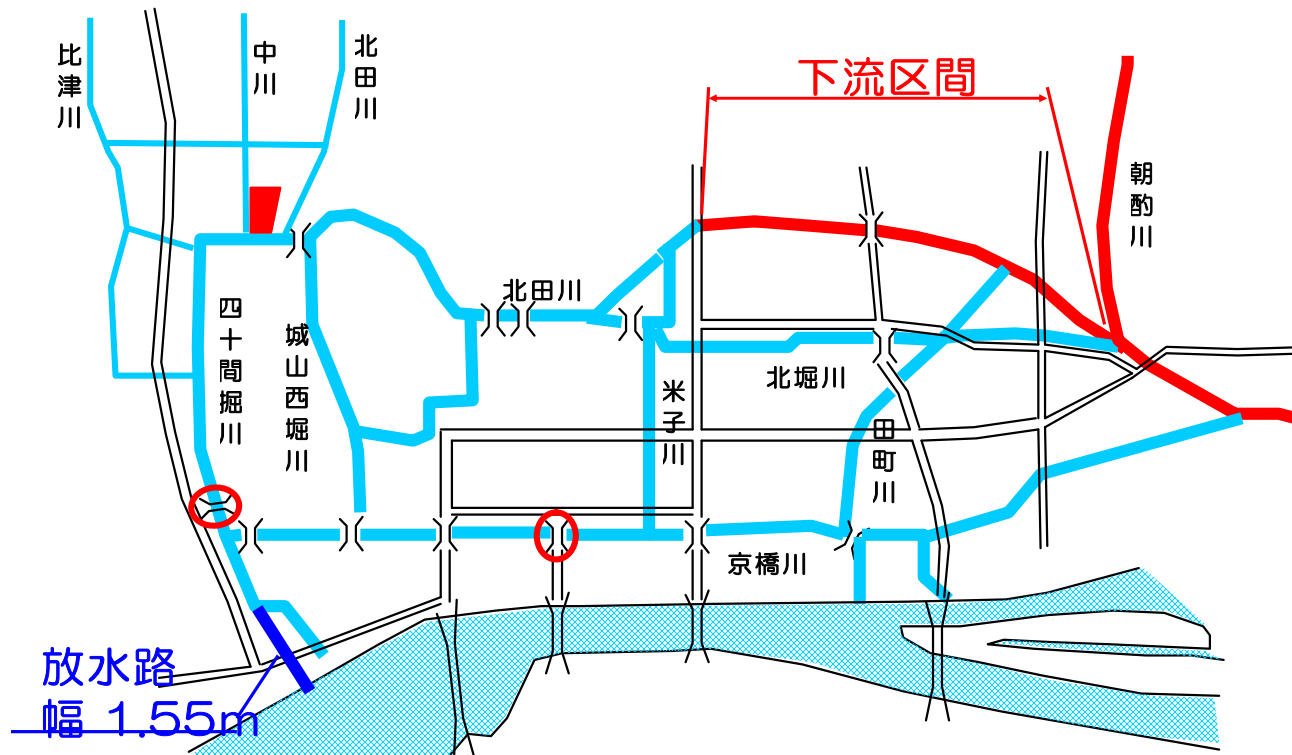 比津川
中川
北田川
下流区間
朝酌川
北田川
四十間掘川
城山西堀川
米子川
北堀川
田町川
京橋川
放水路
幅 1.55m